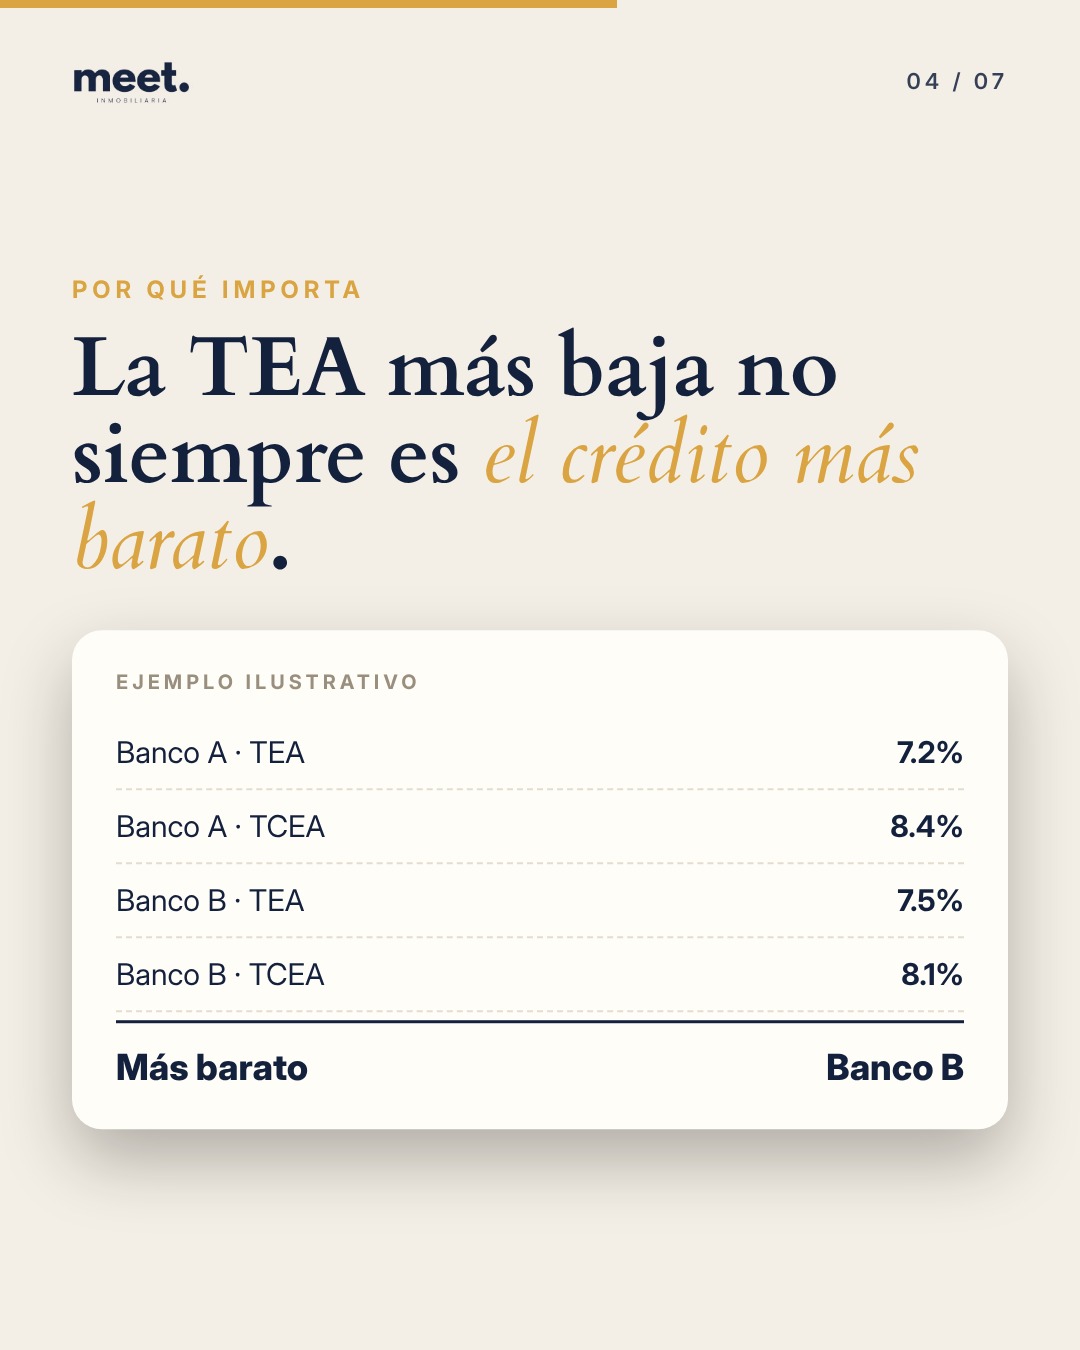 meet.
INMOBILIARIA
04 / 07
POR QUÉ IMPORTA
La TEA más baja no
siempre es el crédito más
barato.
EJEMPLO ILUSTRATIVO
Banco A · TEA 7.2%
Banco A · TCEA 8.4%
Banco B · TEA 7.5%
Banco B · TCEA 8.1%
Más barato Banco B